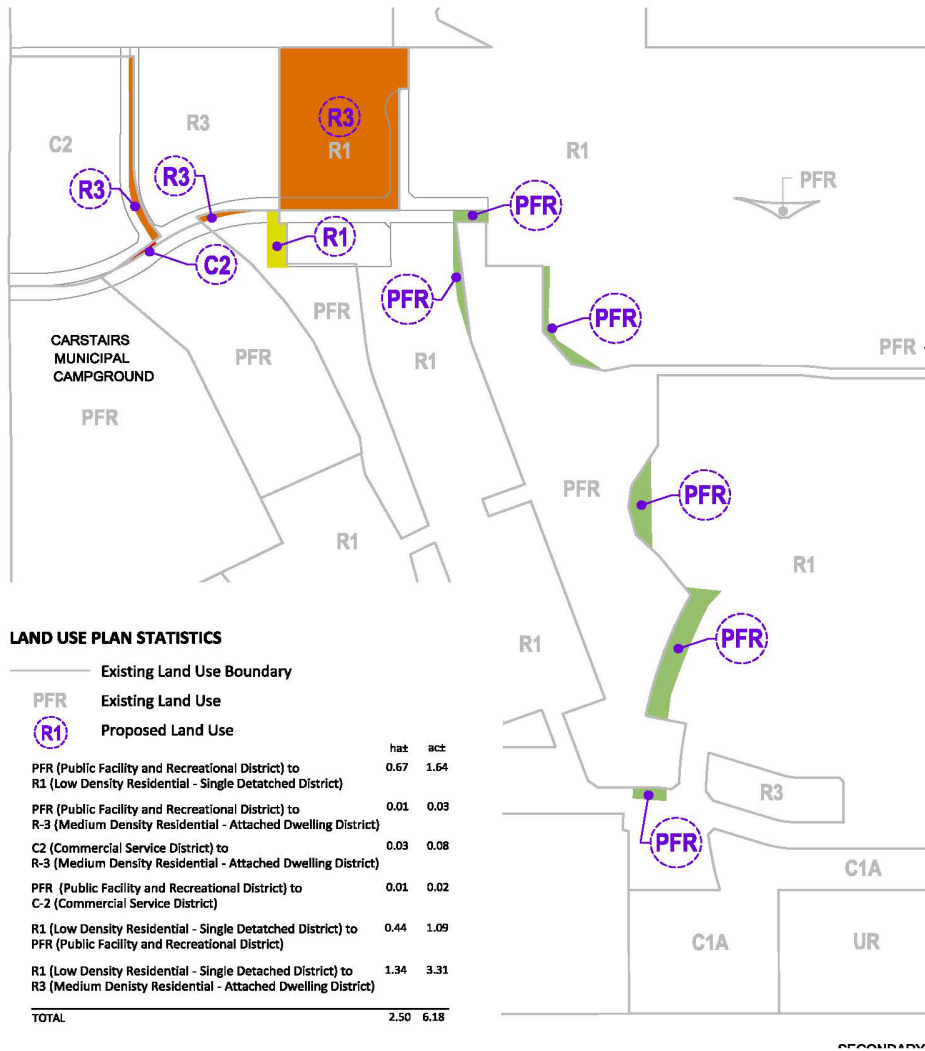 R3
R3
C2
R3
R3
R1
R1
PFR
PFR
R1
C2
PFR
PFR
PFR
PFR
R1
PFR
CARSTAIRS
MUNICIPAL
CAMPGROUND
PFR
PFR
PFR
PFR
R1
R1
PFR
R1
PFR
R3
PFR
C1A
C1A
UR
LAND USE PLAN STATISTICS
Existing Land Use Boundary
PFR Existing Land Use
R1 Proposed Land Use
ha± ac±
PFR (Public Facility and Recreational District) to 0.67 1.64
R1 (Low Density Residential - Single Detatched District)
PFR (Public Facility and Recreational District) to 0.01 0.03
R-3 (Medium Density Residential - Attached Dwelling District)
C2 (Commercial Service District) to 0.03 0.08
R-3 (Medium Density Residential - Attached Dwelling District)
PFR (Public Facility and Recreational District) to 0.01 0.02
C-2 (Commercial Service District)
R1 (Low Density Residential - Single Detatched District) to 0.44 1.09
PFR (Public Facility and Recreational District)
R1 (Low Density Residential - Single Detached District) to 1.34 3.31
R3 (Medium Denisty Residential - Attached Dwelling District)
TOTAL 2.50 6.18
SECONDARY